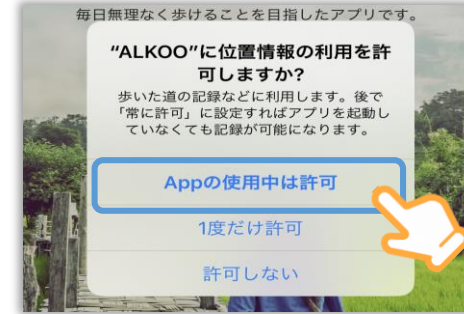 毎日無理なく歩けることを目指したアプリです。
“ALKOO”に位置情報の利用を許
可しますか?
歩いた道の記録などに利用します。後で
「常に許可」に設定すればアプリを起動し
ていなくても記録が可能になります。
Appの使用中は許可
1度だけ許可
許可しない